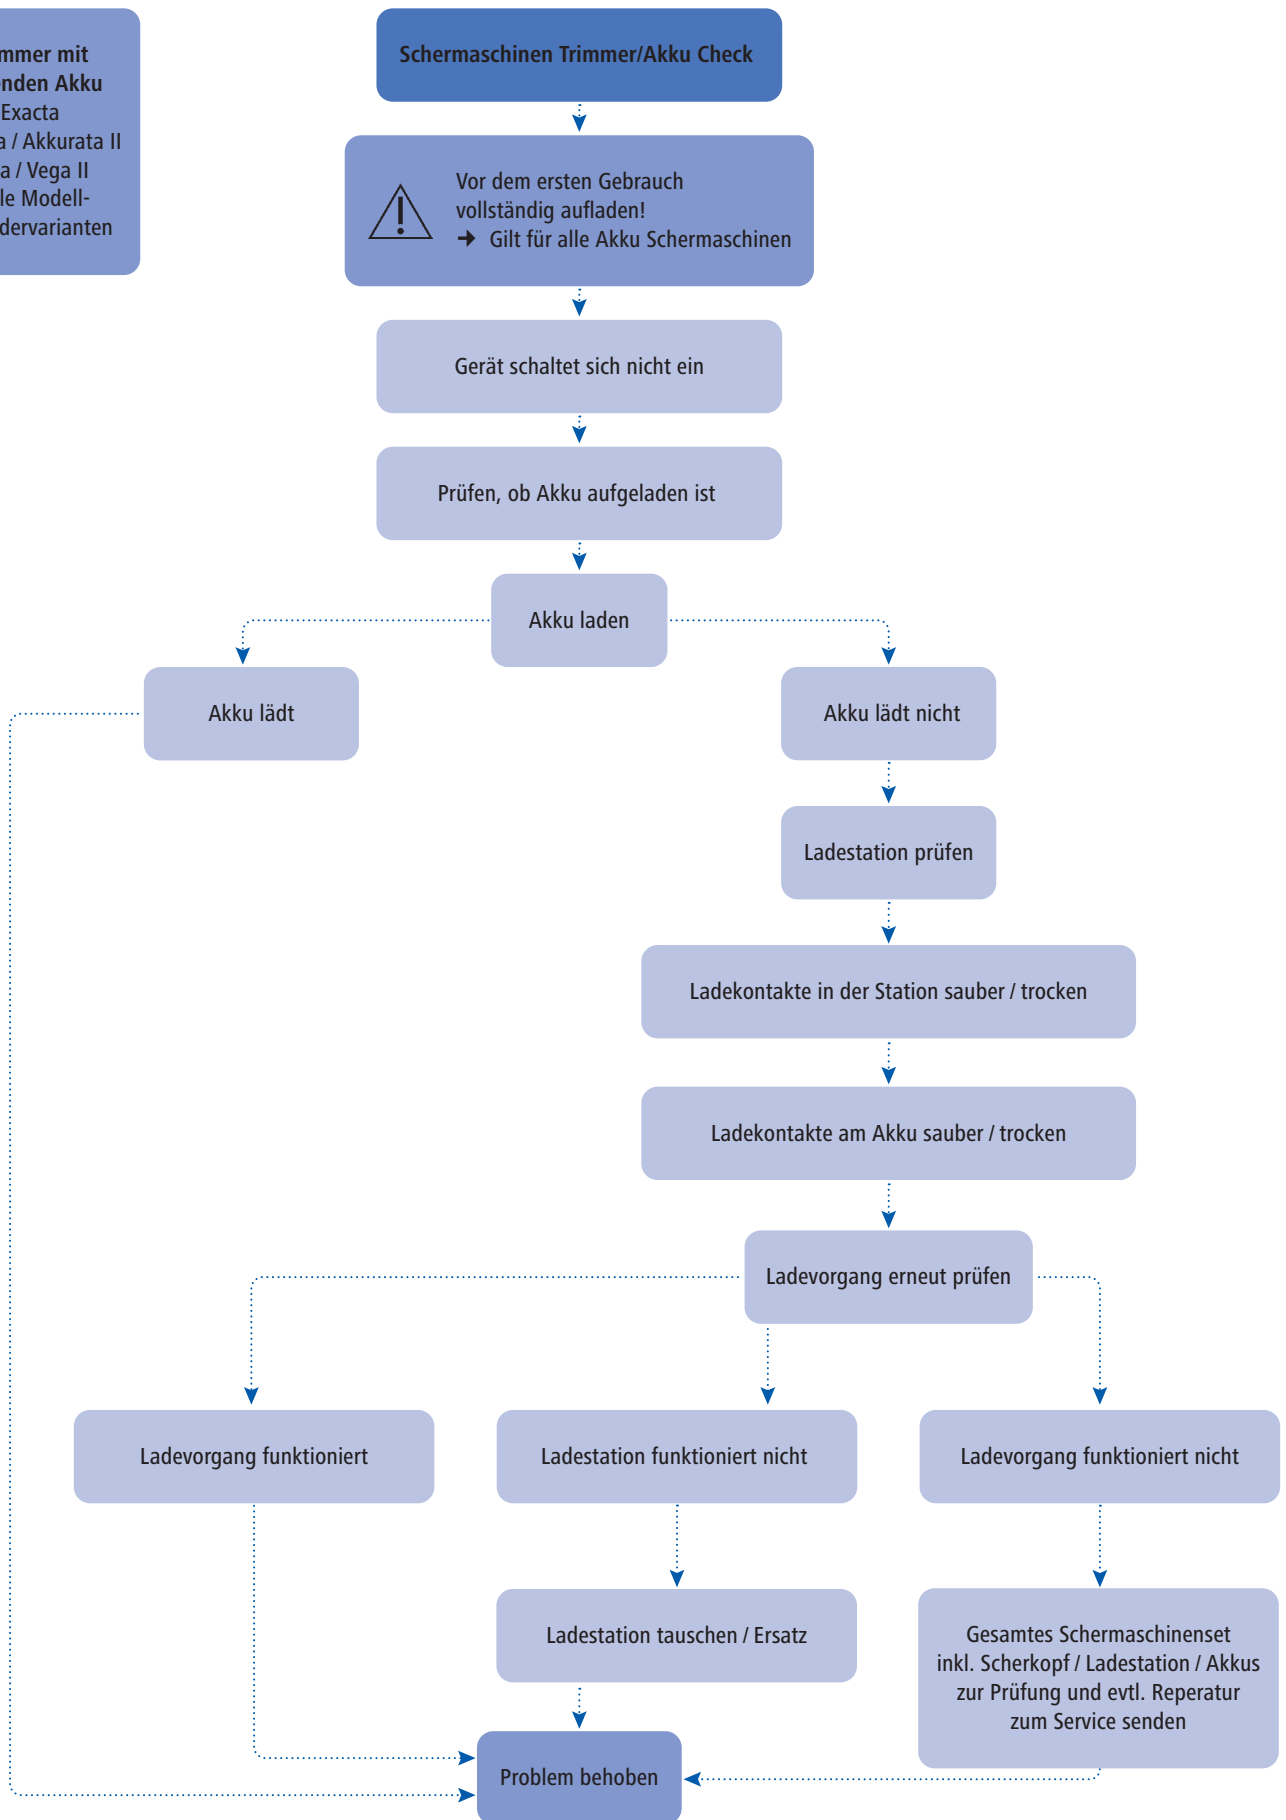 mmer mit
enden Akku
Exacta
a / Akkurata II
a / Vega II
le Modell-
dervarianten
Schermaschinen Trimmer/Akku Check
Vor dem ersten Gebrauch
vollständig aufladen!
➔ Gilt für alle Akku Schermaschinen
Gerät schaltet sich nicht ein
Prüfen, ob Akku aufgeladen ist
Akku laden
Akku lädt
Akku lädt nicht
Ladestation prüfen
Ladekontakte in der Station sauber / trocken
Ladekontakte am Akku sauber / trocken
Ladevorgang erneut prüfen
Ladevorgang funktioniert
Ladestation funktioniert nicht
Ladevorgang funktioniert nicht
Ladestation tauschen / Ersatz
Gesamtes Schermaschinenset
inkl. Scherkopf / Ladestation / Akkus
zur Prüfung und evtl. Reperatur
zum Service senden
Problem behoben